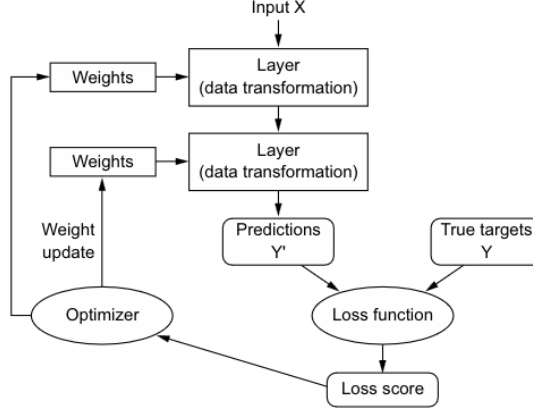 Input X
Weights
Layer
(data transformation)
Weights
Layer
(data transformation)
Weight
update
Predictions
Y'
True targets
Y
Optimizer
Loss function
Loss score